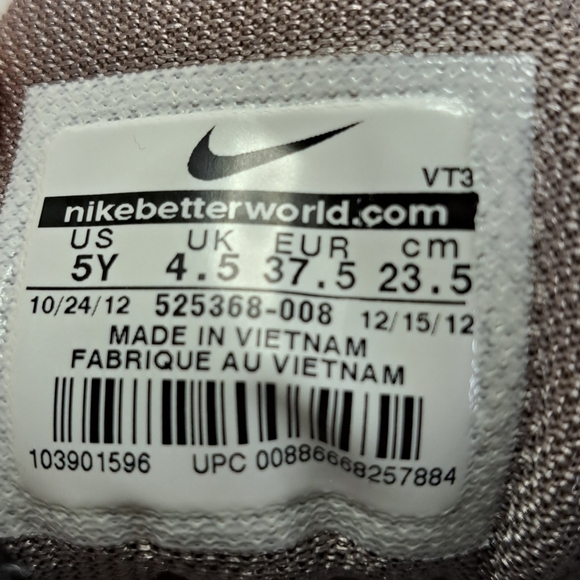 VT3
nikebetterworld.com
US UK EUR cm
5Y 4.5 37.5 23.5
10/24/12 525368-008 12/15/12
MADE IN VIETNAM
FABRIQUE AU VIETNAM
103901596 UPC 00886668257884